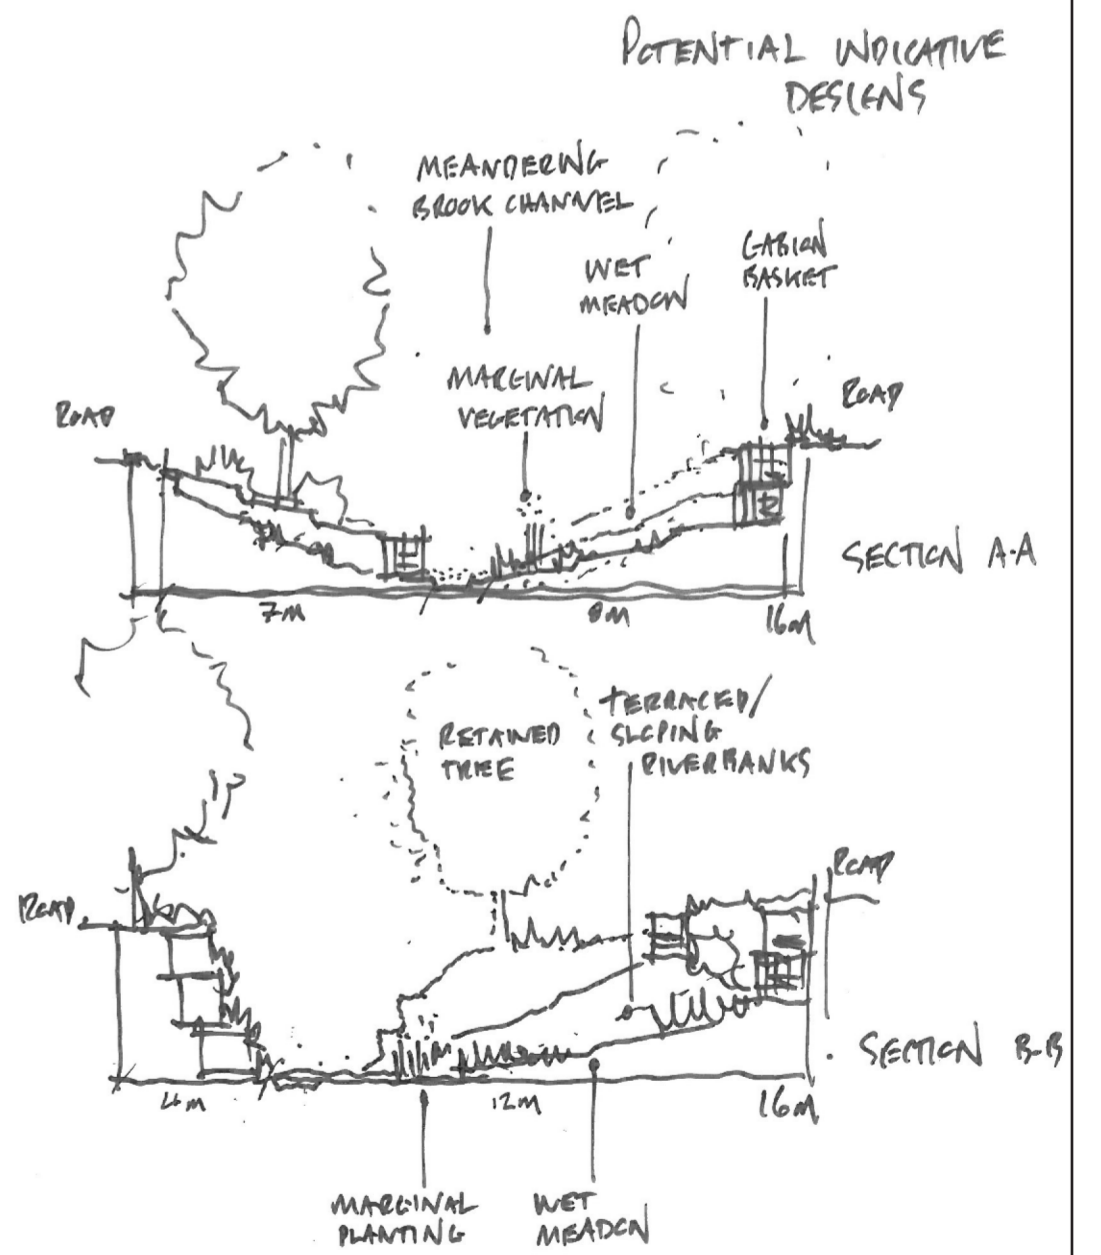 POTENTIAL INDICATIVE
DESIGNS
MEANDERING
BROOK CHANNEL
WET
MEADOW
GABION
BASKET
MARGINAL
VEGETATION
ROAD
ROAD
SECTION A-A
7M
8M
16M
RETAINED
TREE
TERRACED/
SLOPING
RIVERBANKS
ROAD
ROAD
SECTION B-B
4M
12M
16M
MARGINAL
PLANTING
WET
MEADOW